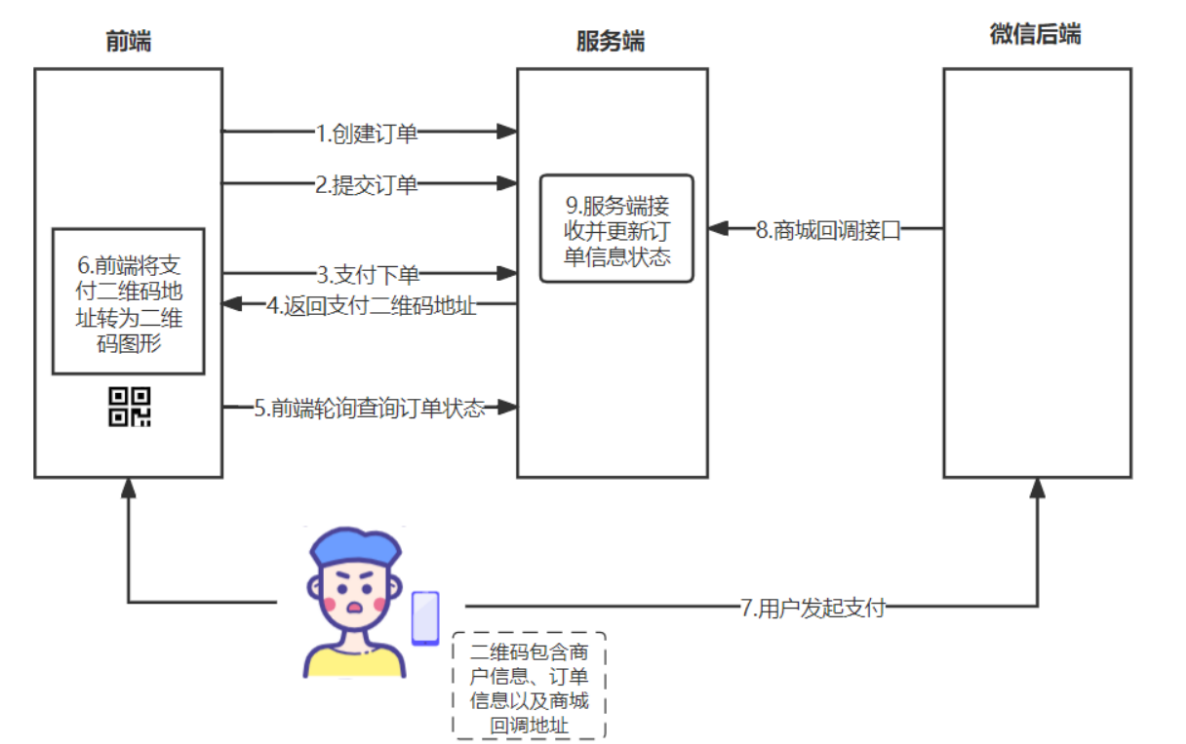 前端
服务端
微信后端
1.创建订单
2.提交订单
9.服务端接
收并更新订
单信息状态
8.商城回调接口
6.前端将支
付二维码地
址转为二维
码图形
3.支付下单
4.返回支付二维码地址
5.前端轮询查询订单状态
7.用户发起支付
二维码包含商
户信息、订单
信息以及商城
回调地址